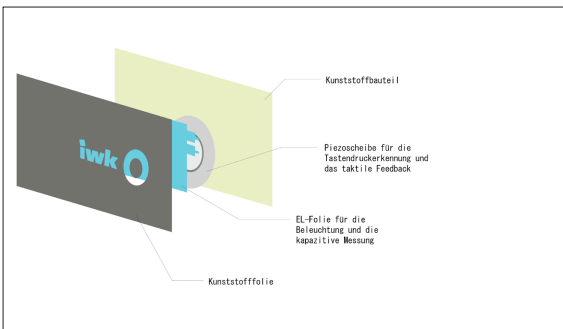 Kunststoffbauteil
iwk
Piezoscheibe für die
Tastendruckerkennung und
das taktile Feedback
EL-Folie für die
Beleuchtung und die
kapazitive Messung
Kunststofffolie